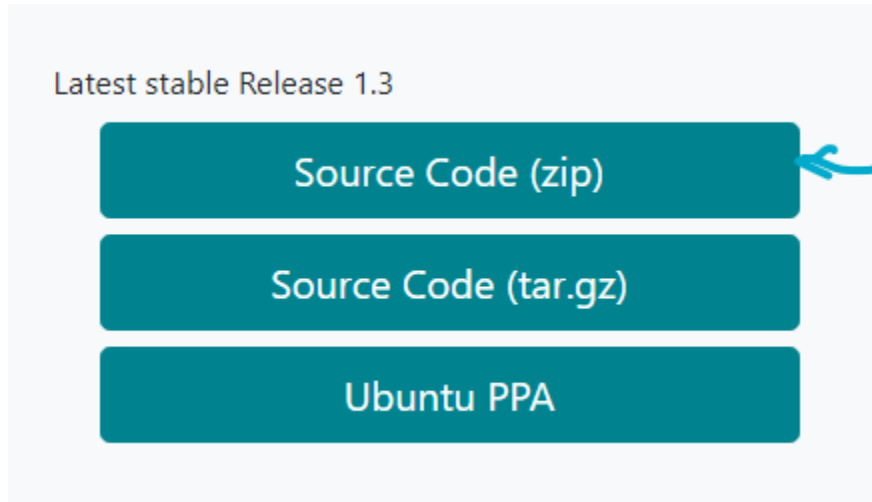 Latest stable Release 1.3
Source Code (zip)
Source Code (tar.gz)
Ubuntu PPA